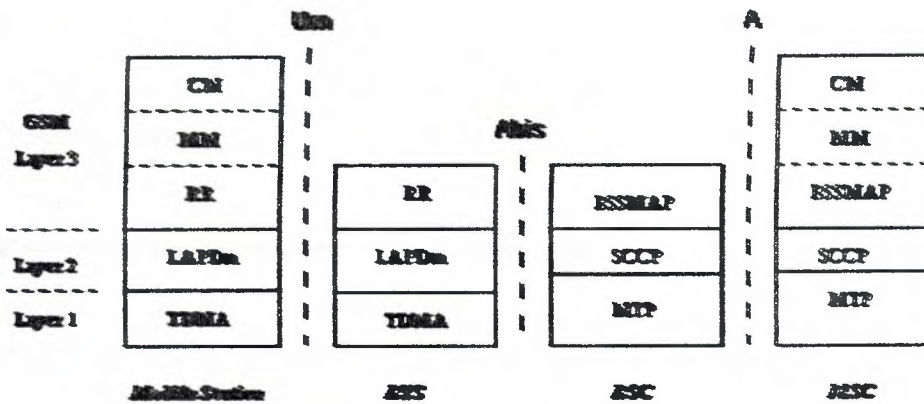 Um A
CM CM
GSM MM Abis MM
Layer 3
RR RR BSSMAP BSSMAP
Layer 2 LAPDm LAPDm SCCP SCCP
Layer 1 TDMA TDMA MTP MTP
Mobile Station BTS BSC MSC